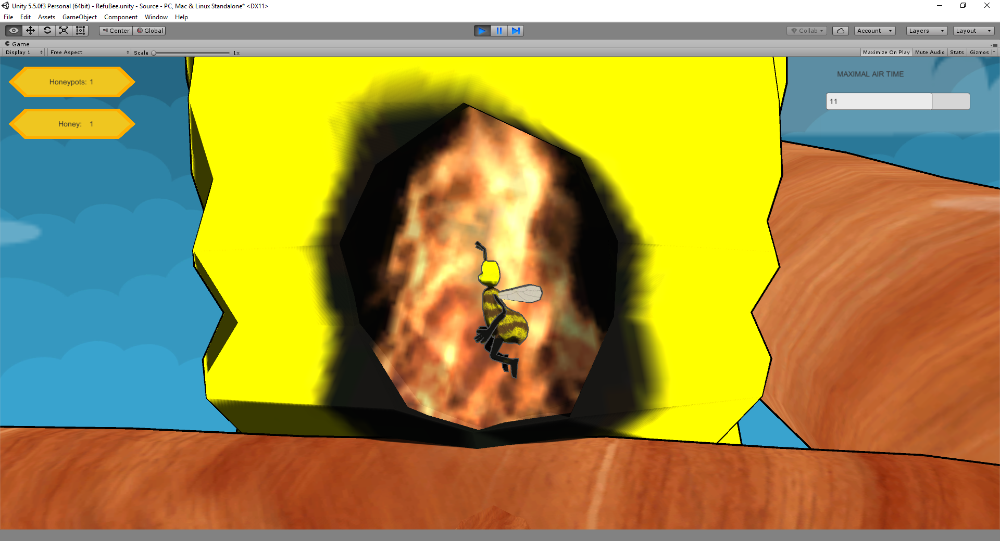 Unity 5.5.0f3 Personal (64bit) - RefuBee.unity - Source - PC, Mac & Linux Standalone* <DX11>
File Edit Assets GameObject Component Window Help
Center Global Collab Account Layers Layout
Game
Display 1 Free Aspect Scale 1x Maximize On Play Mute Audio Stats Gizmos
Honeypots: 1
MAXIMAL AIR TIME
11
Honey: 1